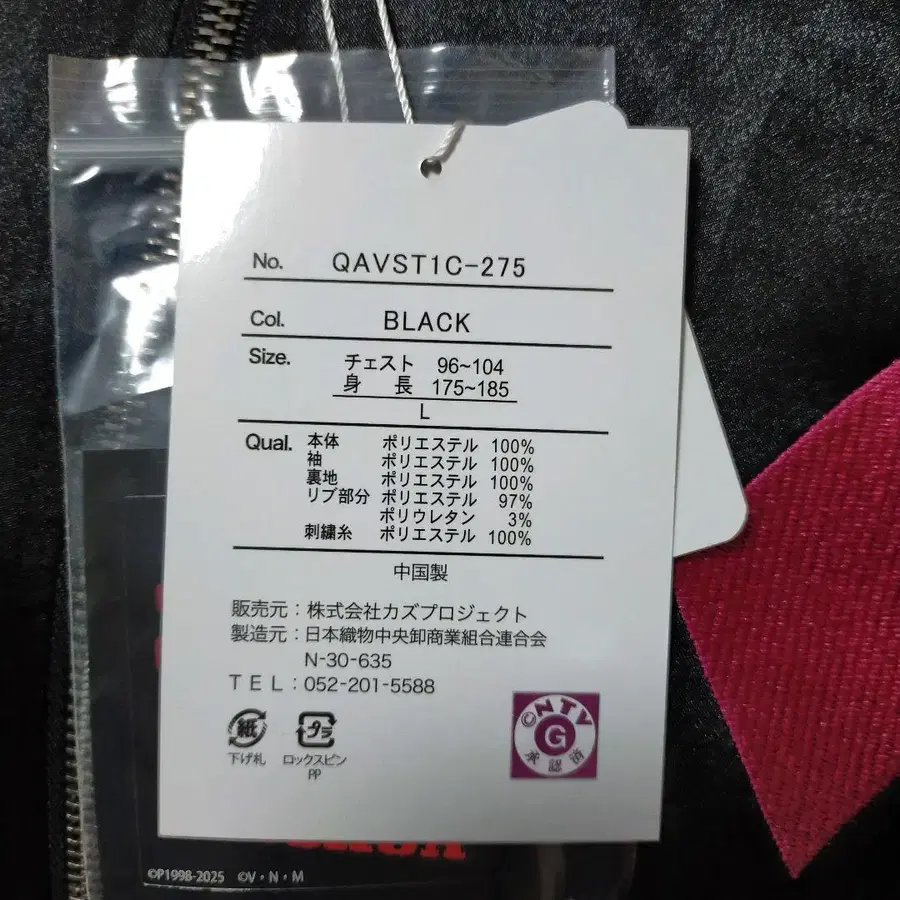 No. QAVST1C-275
Col. BLACK
Size. チェスト 96~104
身 長 175~185
L
Qual. 本体 ポリエステル 100%
袖 ポリエステル 100%
裏地 ポリエステル 100%
リブ部分 ポリエステル 97%
ポリウレタン 3%
刺繍糸 ポリエステル 100%
中国製
販売元：株式会社カズプロジェクト
製造元：日本織物中央卸商業組合連合会
N-30-635
TEL：052-201-5588
紙
下げ札
プラ
ロックスピン
PP
©NTV
G
承認済
©P1998-2025 ©V・N・M